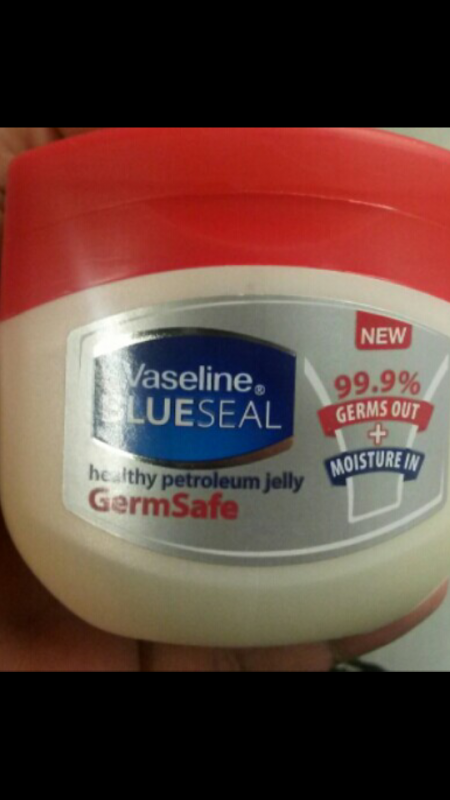 Vaseline®
BLUESEAL
healthy petroleum jelly
GermSafe
NEW
99.9%
GERMS OUT
+
MOISTURE IN